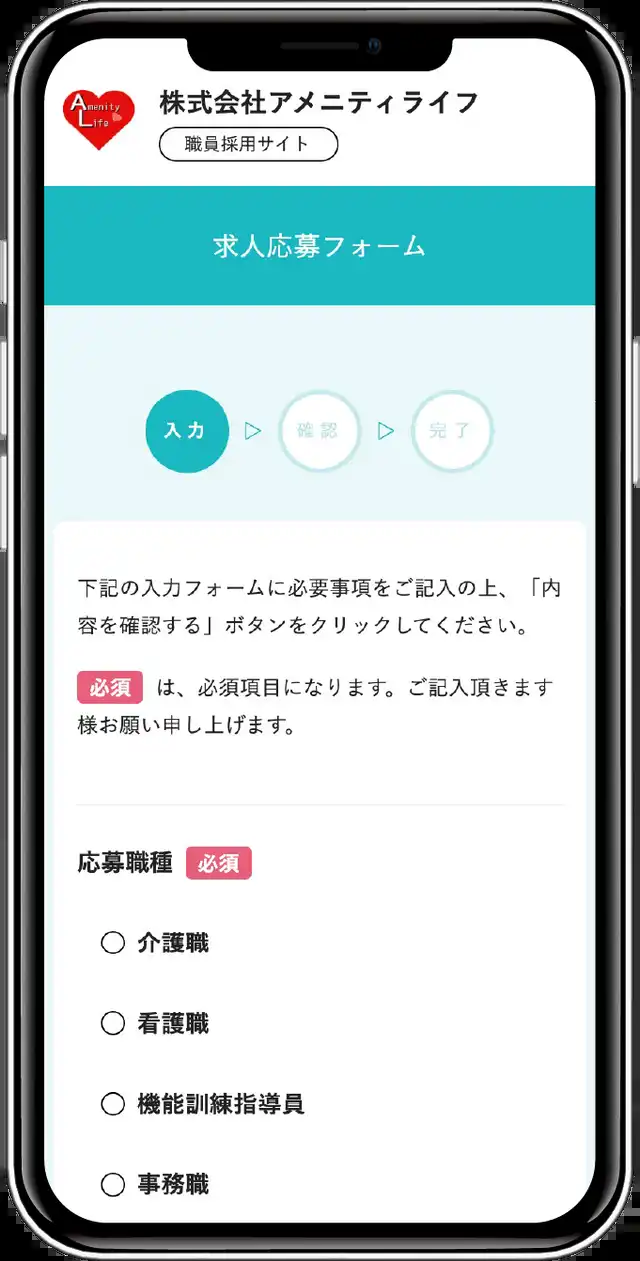 Amenity
Life
株式会社アメニティライフ
職員採用サイト
求人応募フォーム
入力
確認
完了
下記の入力フォームに必要事項をご記入の上、「内
容を確認する」ボタンをクリックしてください。
必須 は、必須項目になります。ご記入頂きます
様お願い申し上げます。
応募職種 必須
介護職
看護職
機能訓練指導員
事務職